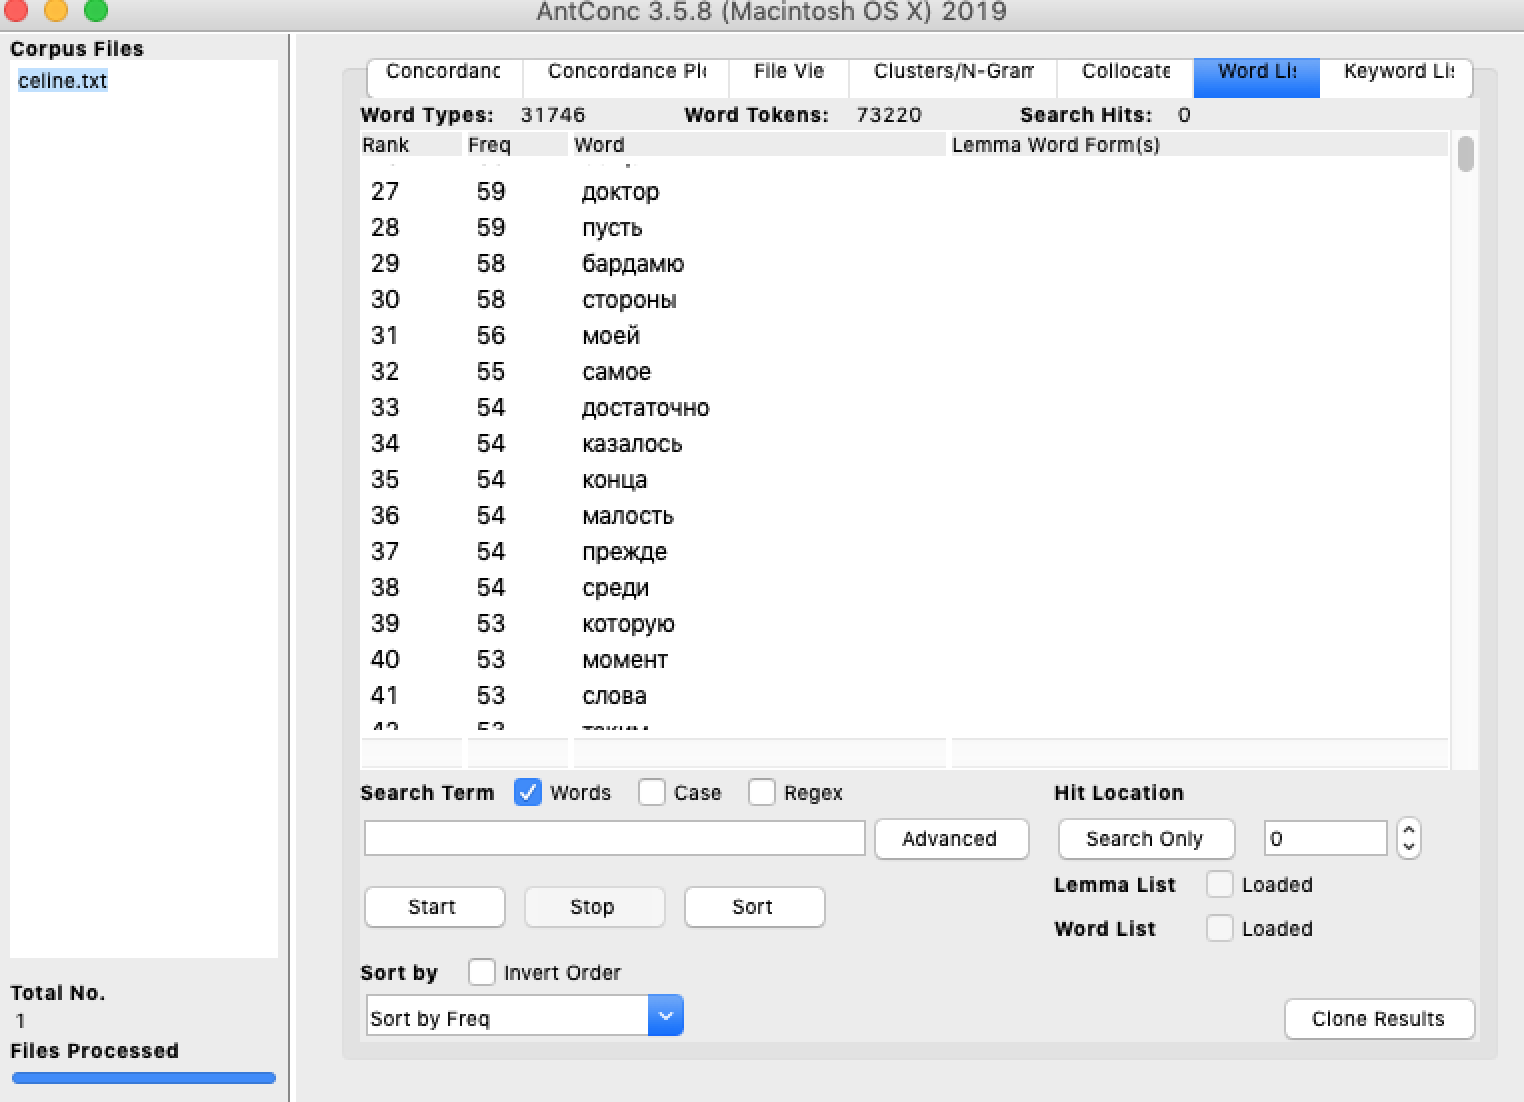 AntConc 3.5.8 (Macintosh OS X) 2019
Corpus Files
celine.txt
Concordanc Concordance Plo File Vie Clusters/N-Gram Collocate Word Lis Keyword Lis
Word Types: 31746 Word Tokens: 73220 Search Hits: 0
Rank Freq Word Lemma Word Form(s)
27 59 доктор
28 59 пусть
29 58 бардамю
30 58 стороны
31 56 моей
32 55 самое
33 54 достаточно
34 54 казалось
35 54 конца
36 54 малость
37 54 прежде
38 54 среди
39 53 которую
40 53 момент
41 53 слова
42 53 таким
Search Term Words Case Regex Hit Location
Advanced Search Only 0
Lemma List Loaded
Start Stop Sort
Word List Loaded
Sort by Invert Order
Sort by Freq
Clone Results
Total No.
1
Files Processed